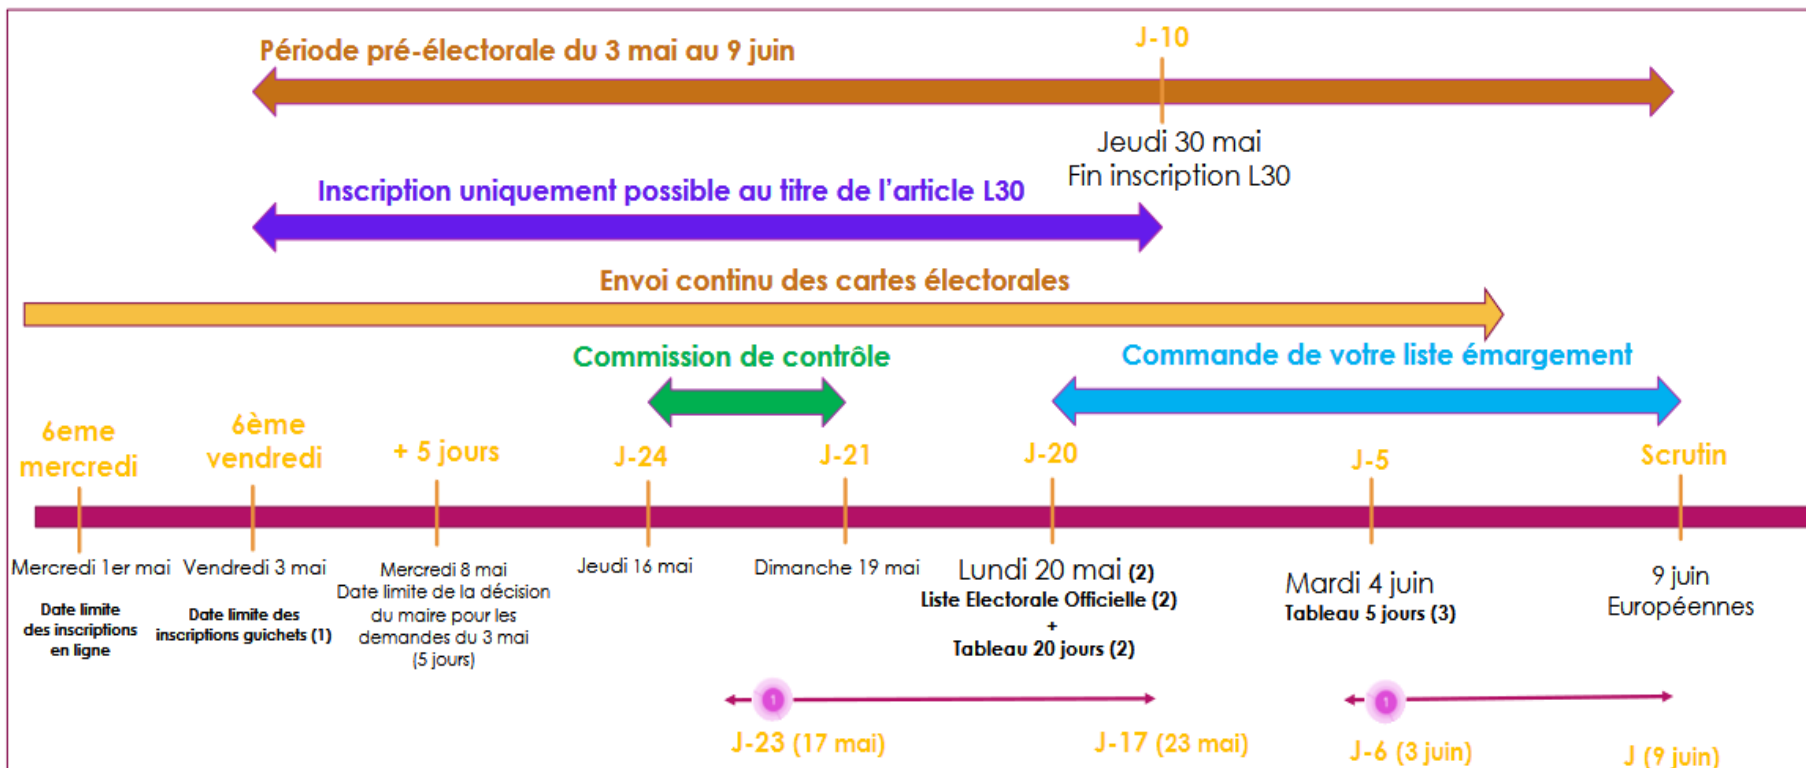 Période pré-électorale du 3 mai au 9 juin
J-10
Jeudi 30 mai
Fin inscription L30
Inscription uniquement possible au titre de l'article L30
Envoi continu des cartes électorales
Commission de contrôle
Commande de votre liste émargement
6eme
mercredi
6ème
vendredi
+ 5 jours
J-24
J-21
J-20
J-5
Scrutin
Mercredi 1er mai
Date limite
des inscriptions
en ligne
Vendredi 3 mai
Date limite des
inscriptions guichets (1)
Mercredi 8 mai
Date limite de la décision
du maire pour les
demandes du 3 mai
(5 jours)
Jeudi 16 mai
Dimanche 19 mai
Lundi 20 mai (2)
Liste Electorale Officielle (2)
+
Tableau 20 jours (2)
Mardi 4 juin
Tableau 5 jours (3)
9 juin
Européennes
1
J-23 (17 mai)
J-17 (23 mai)
1
J-6 (3 juin)
J (9 juin)